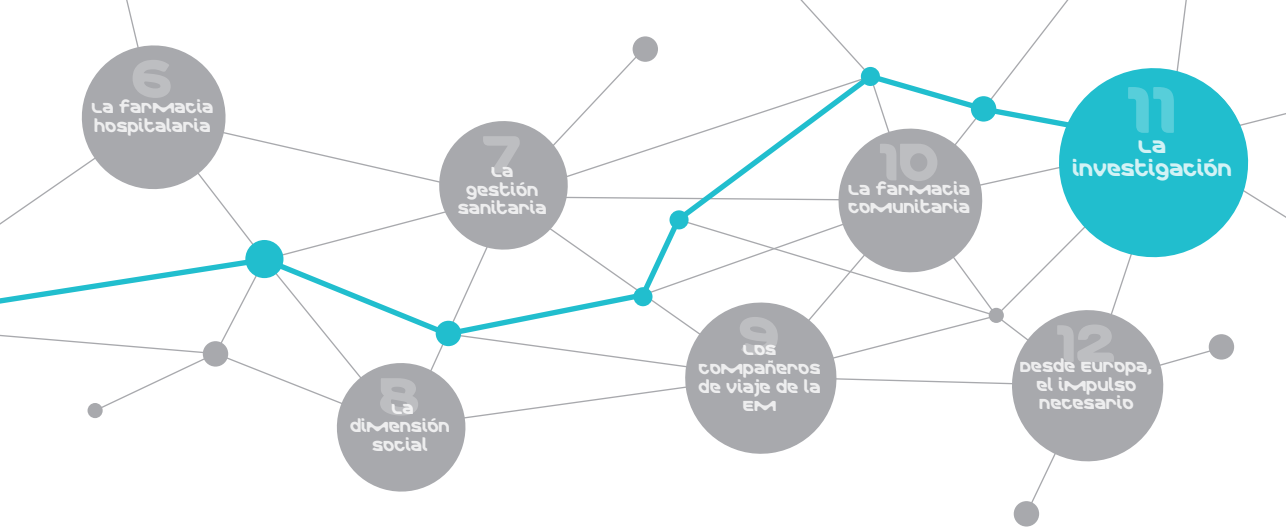 6
La farmacia
hospitalaria
7
La
gestión
sanitaria
8
La
dimensión
social
9
Los
compañeros
de viaje de la
EM
10
La farmacia
comunitaria
11
La
investigación
12
Desde Europa,
el impulso
necesario